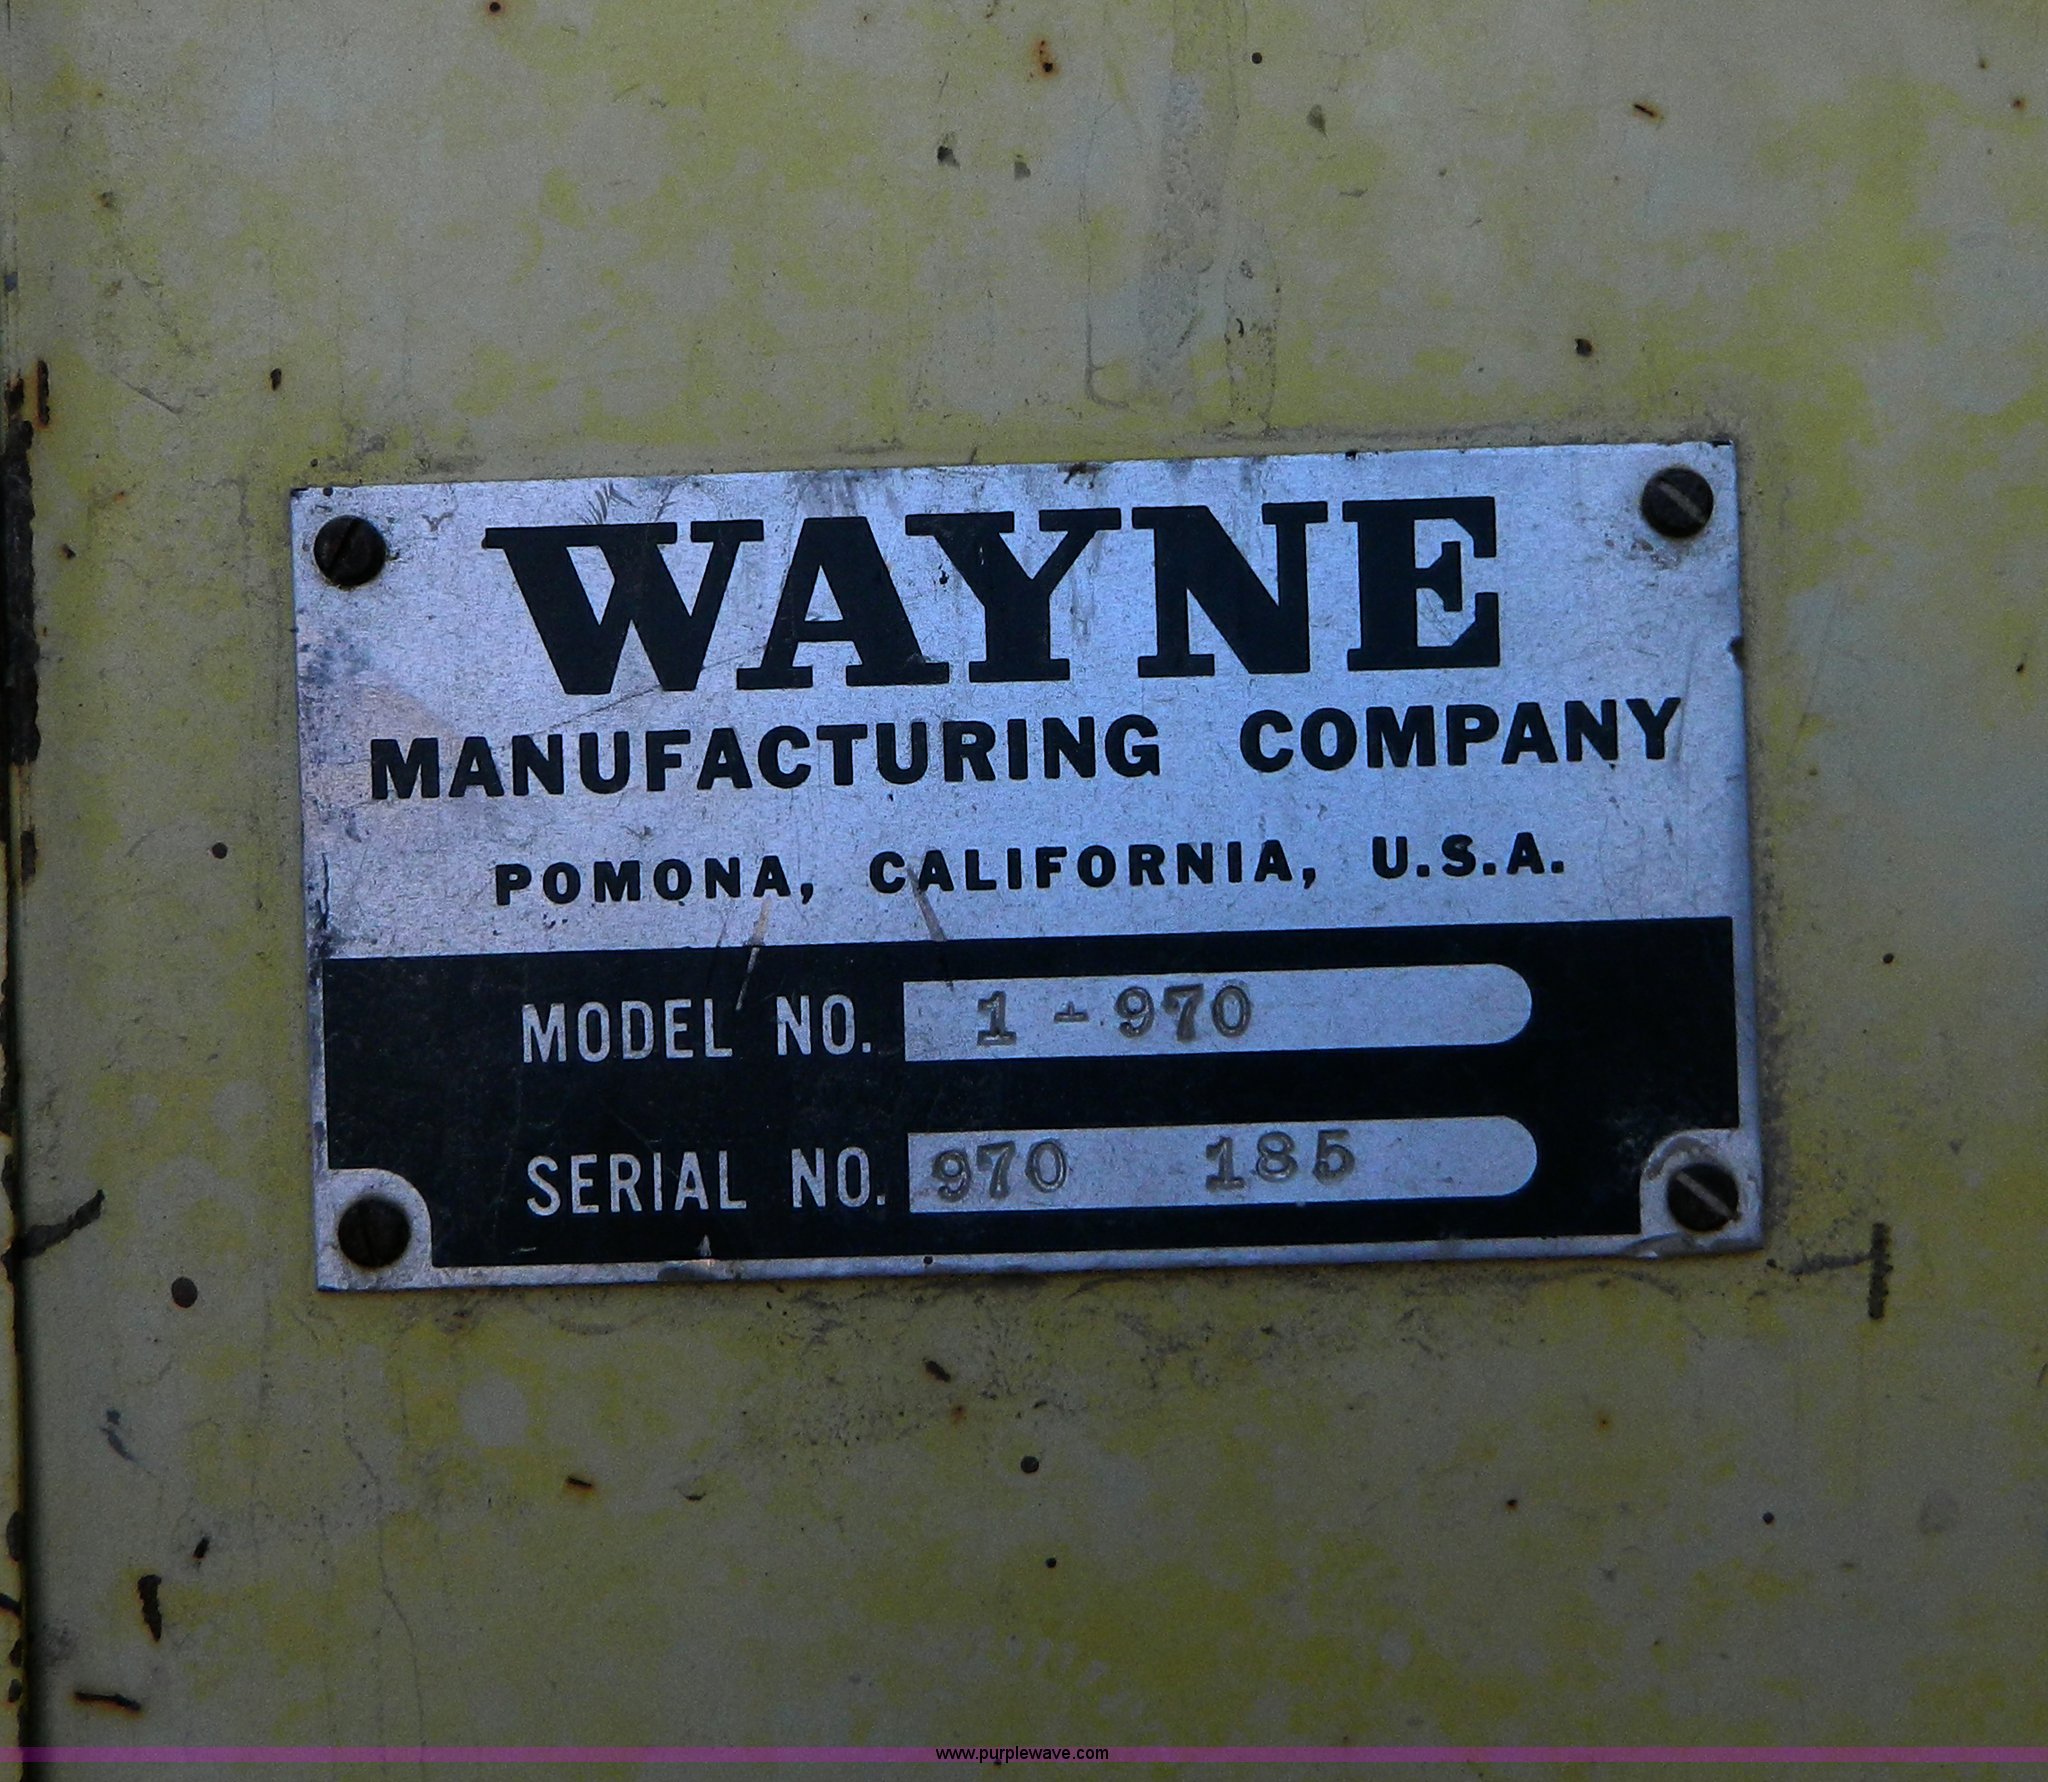 WAYNE
MANUFACTURING COMPANY
POMONA, CALIFORNIA, U.S.A.
MODEL NO. 1 - 970
SERIAL NO. 970 185
www.purplewave.com